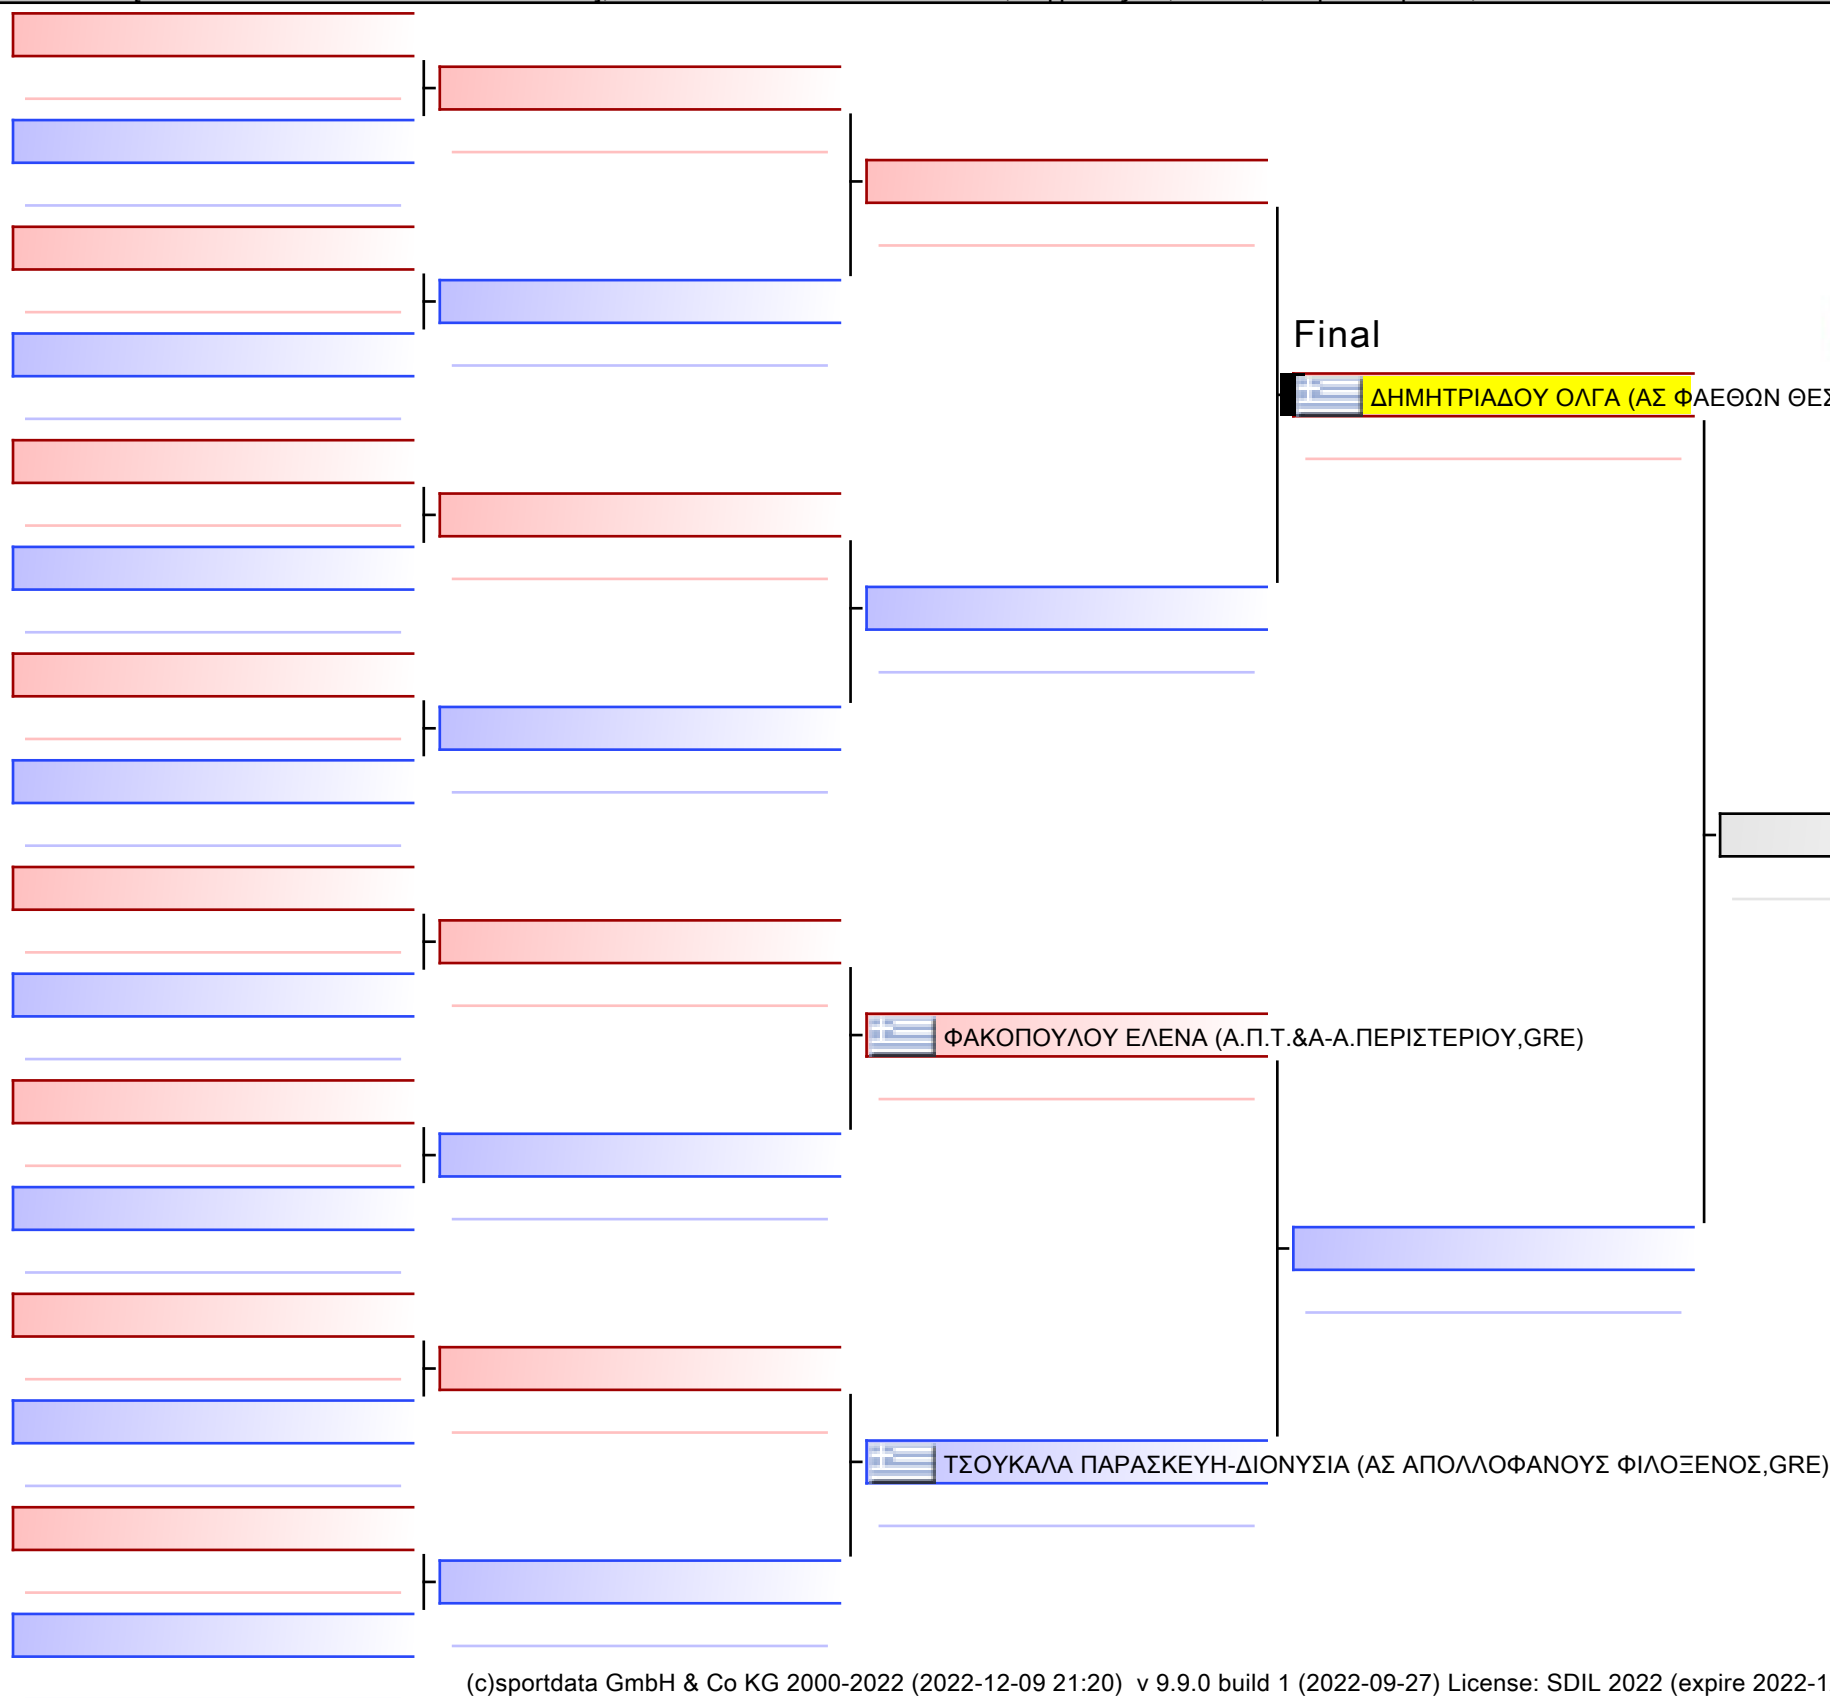 Final
ΔΗΜΗΤΡΙΑΔΟΥ ΟΛΓΑ (ΑΣ ΦΑΕΘΩΝ ΘΕΣ
ΦΑΚΟΠΟΥΛΟΥ ΕΛΕΝΑ (Α.Π.Τ.&Α-Α.ΠΕΡΙΣΤΕΡΙΟΥ,GRE)
ΤΣΟΥΚΑΛΑ ΠΑΡΑΣΚΕΥΗ-ΔΙΟΝΥΣΙΑ (ΑΣ ΑΠΟΛΛΟΦΑΝΟΥΣ ΦΙΛΟΞΕΝΟΣ,GRE)
(c)sportdata GmbH & Co KG 2000-2022 (2022-12-09 21:20) v 9.9.0 build 1 (2022-09-27) License: SDIL 2022 (expire 2022-1